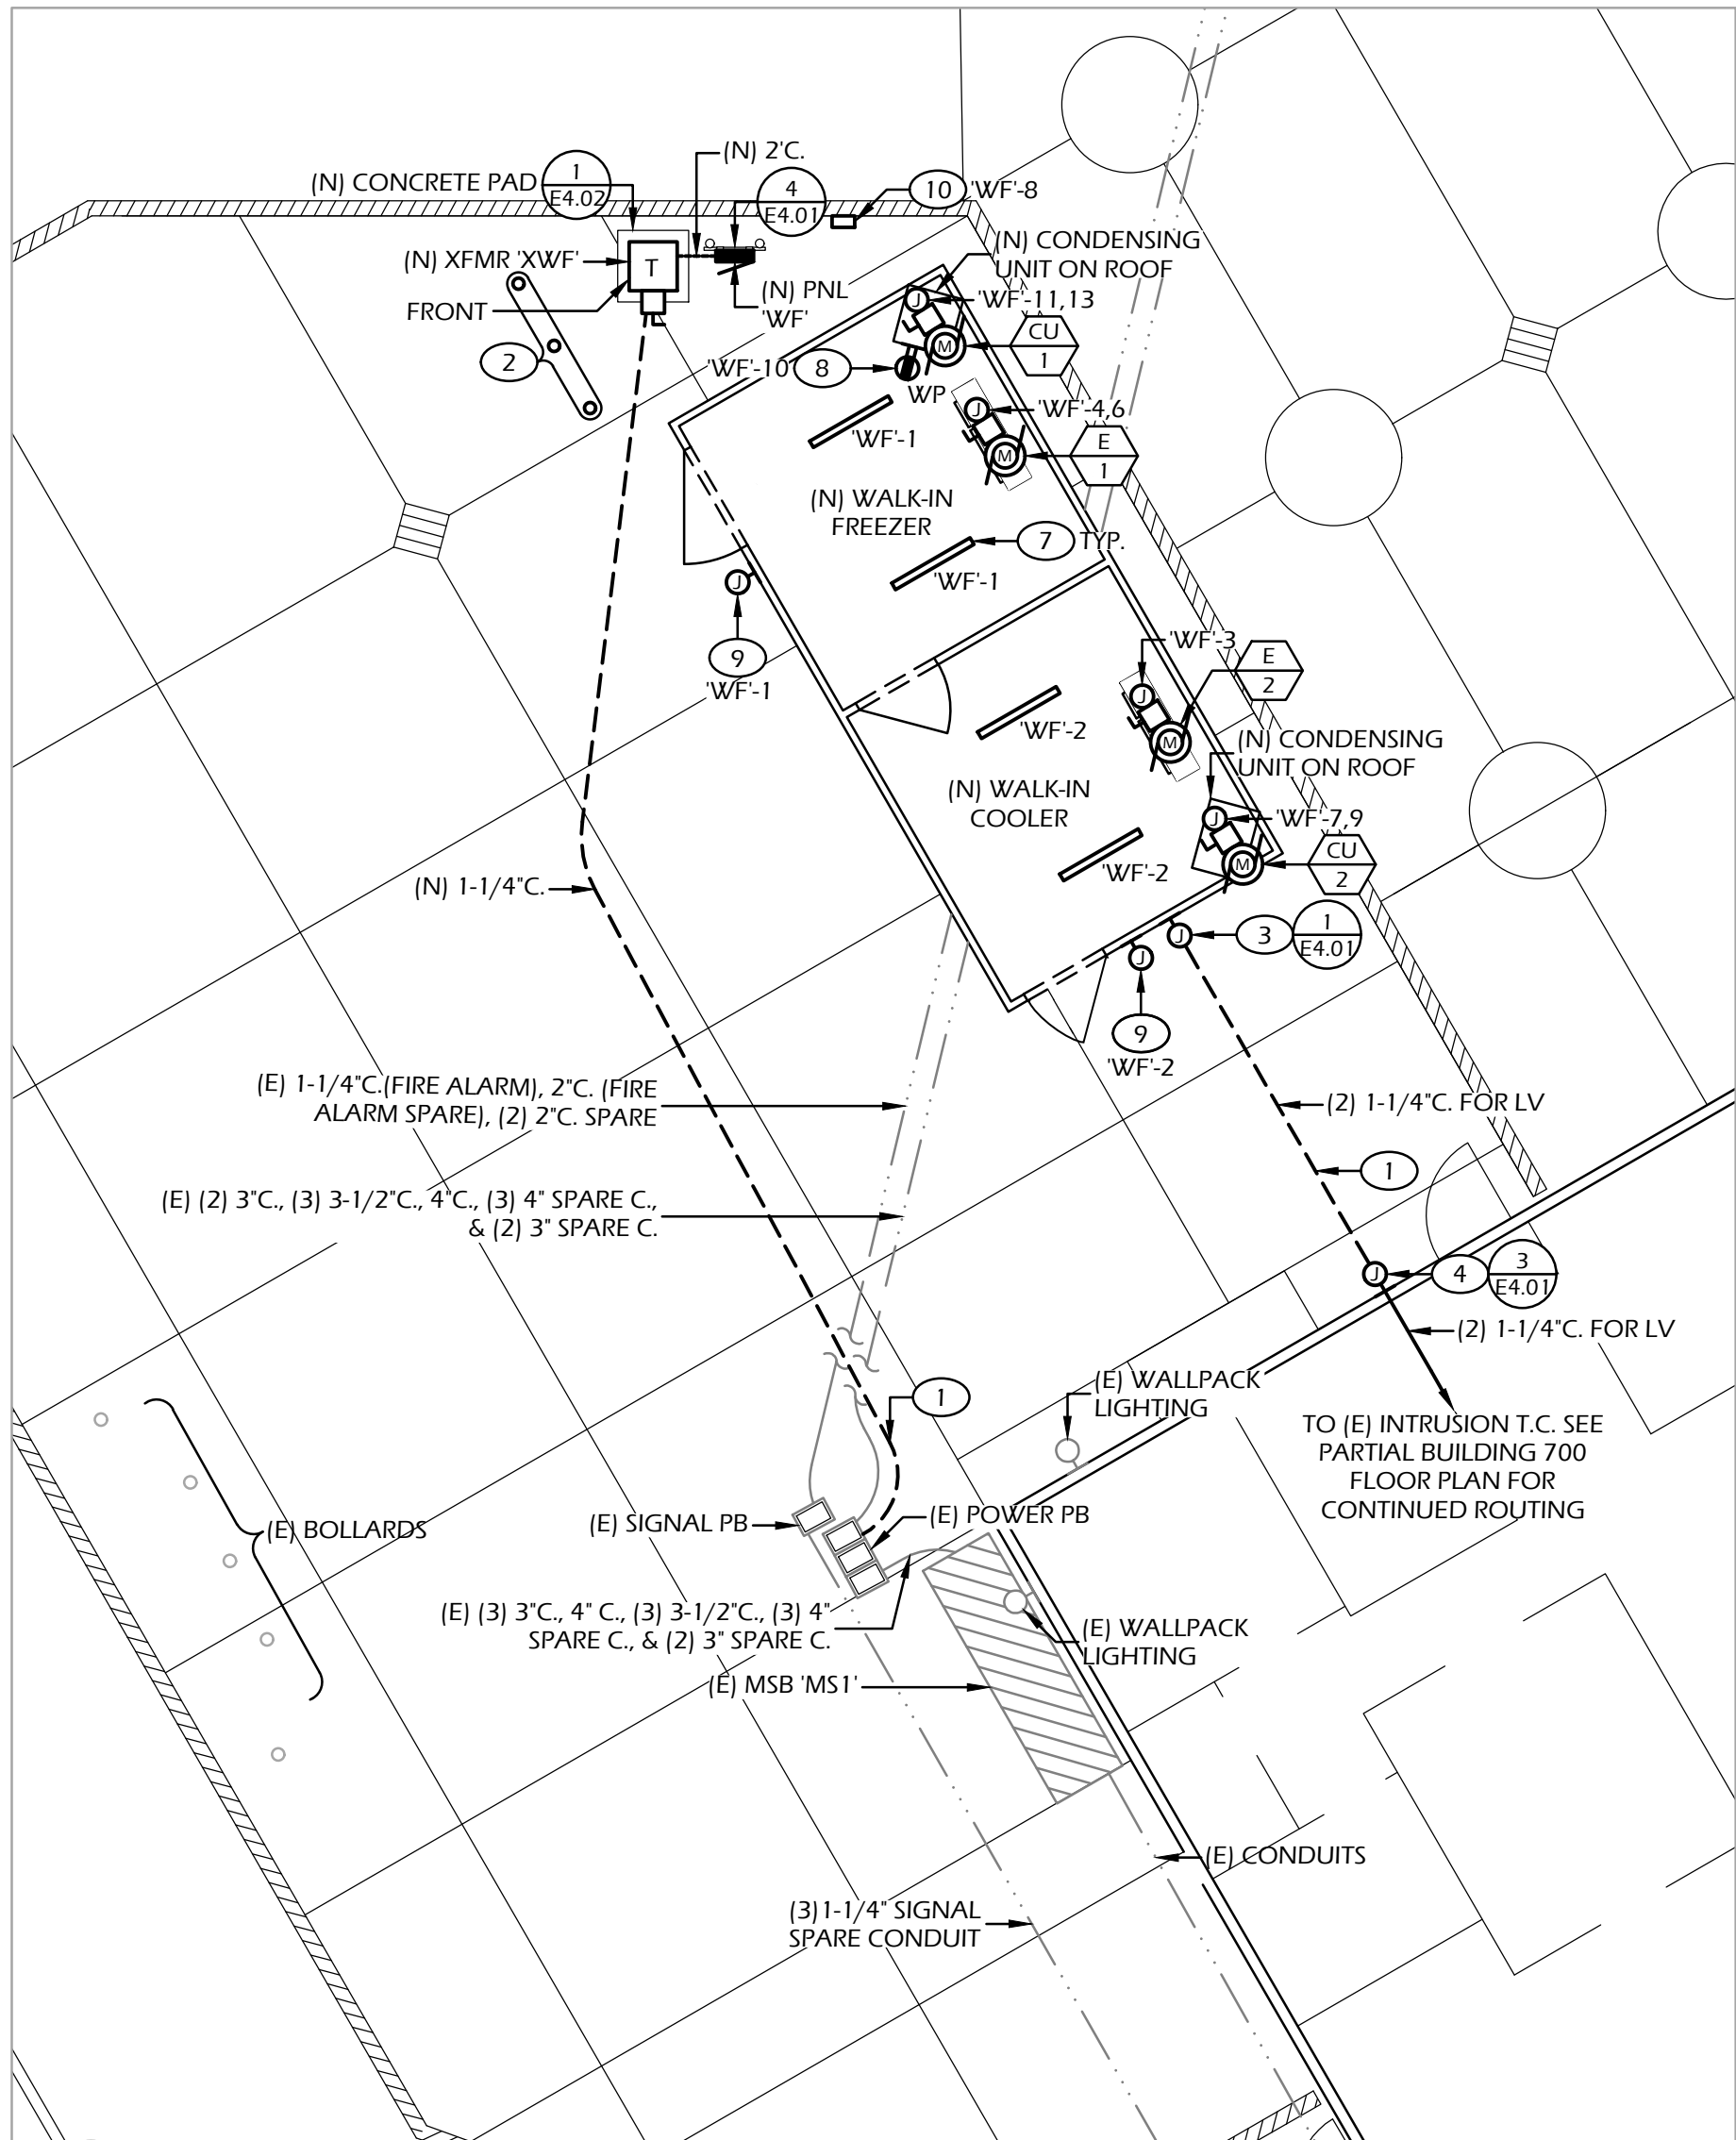 (N) 2'C.
(N) CONCRETE PAD
1
E4.02
4
E4.01
10
'WF'-8
(N) XFMR 'XWF'
T
FRONT
(N) PNL
'WF'
2
(N) CONDENSING
UNIT ON ROOF
J
'WF'-11,13
M
CU
1
'WF'-10
8
WP
J
'WF'-4,6
M
E
1
'WF'-1
(N) WALK-IN
FREEZER
7
TYP.
'WF'-1
J
9
'WF'-1
'WF'-3
J
M
E
2
'WF'-2
(N) WALK-IN
COOLER
(N) CONDENSING
UNIT ON ROOF
J
'WF'-7,9
M
CU
2
'WF'-2
(N) 1-1/4"C.
J
3
1
E4.01
J
9
'WF'-2
(E) 1-1/4"C.(FIRE ALARM), 2"C. (FIRE
ALARM SPARE), (2) 2"C. SPARE
(2) 1-1/4"C. FOR LV
1
(E) (2) 3"C., (3) 3-1/2"C., 4"C., (3) 4" SPARE C.,
& (2) 3" SPARE C.
J
4
3
E4.01
(2) 1-1/4"C. FOR LV
1
(E) WALLPACK
LIGHTING
TO (E) INTRUSION T.C. SEE
PARTIAL BUILDING 700
FLOOR PLAN FOR
CONTINUED ROUTING
(E) BOLLARDS
(E) SIGNAL PB
(E) POWER PB
(E) (3) 3"C., 4" C., (3) 3-1/2"C., (3) 4"
SPARE C., & (2) 3" SPARE C.
(E) WALLPACK
LIGHTING
(E) MSB 'MS1'
(E) CONDUITS
(3)1-1/4" SIGNAL
SPARE CONDUIT